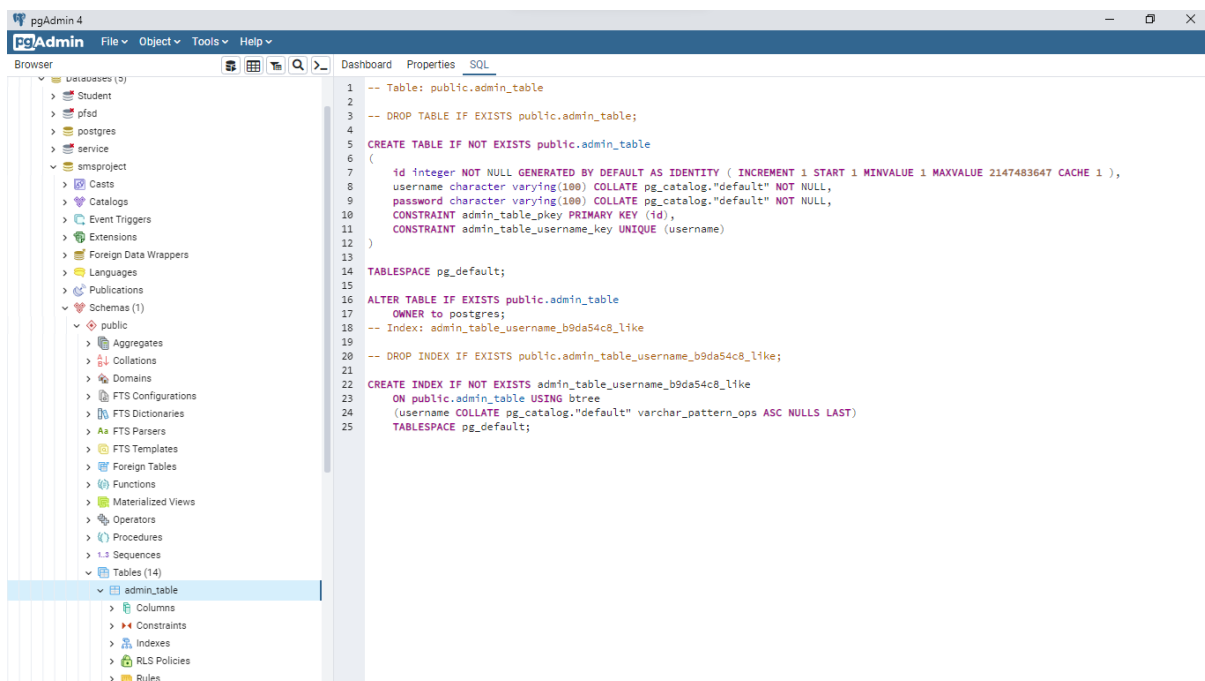 pgAdmin 4
pgAdmin File Object Tools Help
Browser
Dashboard Properties SQL
Databases (5)
Student
pfsd
postgres
service
smsproject
Casts
Catalogs
Event Triggers
Extensions
Foreign Data Wrappers
Languages
Publications
Schemas (1)
public
Aggregates
Collations
Domains
FTS Configurations
FTS Dictionaries
FTS Parsers
FTS Templates
Foreign Tables
Functions
Materialized Views
Operators
Procedures
Sequences
Tables (14)
admin_table
Columns
Constraints
Indexes
RLS Policies
Rules
1 -- Table: public.admin_table
2
3 -- DROP TABLE IF EXISTS public.admin_table;
4
5 CREATE TABLE IF NOT EXISTS public.admin_table
6 (
7 id integer NOT NULL GENERATED BY DEFAULT AS IDENTITY ( INCREMENT 1 START 1 MINVALUE 1 MAXVALUE 2147483647 CACHE 1 ),
8 username character varying(100) COLLATE pg_catalog."default" NOT NULL,
9 password character varying(100) COLLATE pg_catalog."default" NOT NULL,
10 CONSTRAINT admin_table_pkey PRIMARY KEY (id),
11 CONSTRAINT admin_table_username_key UNIQUE (username)
12 )
13
14 TABLESPACE pg_default;
15
16 ALTER TABLE IF EXISTS public.admin_table
17 OWNER to postgres;
18 -- Index: admin_table_username_b9da54c8_like
19
20 -- DROP INDEX IF EXISTS public.admin_table_username_b9da54c8_like;
21
22 CREATE INDEX IF NOT EXISTS admin_table_username_b9da54c8_like
23 ON public.admin_table USING btree
24 (username COLLATE pg_catalog."default" varchar_pattern_ops ASC NULLS LAST)
25 TABLESPACE pg_default;